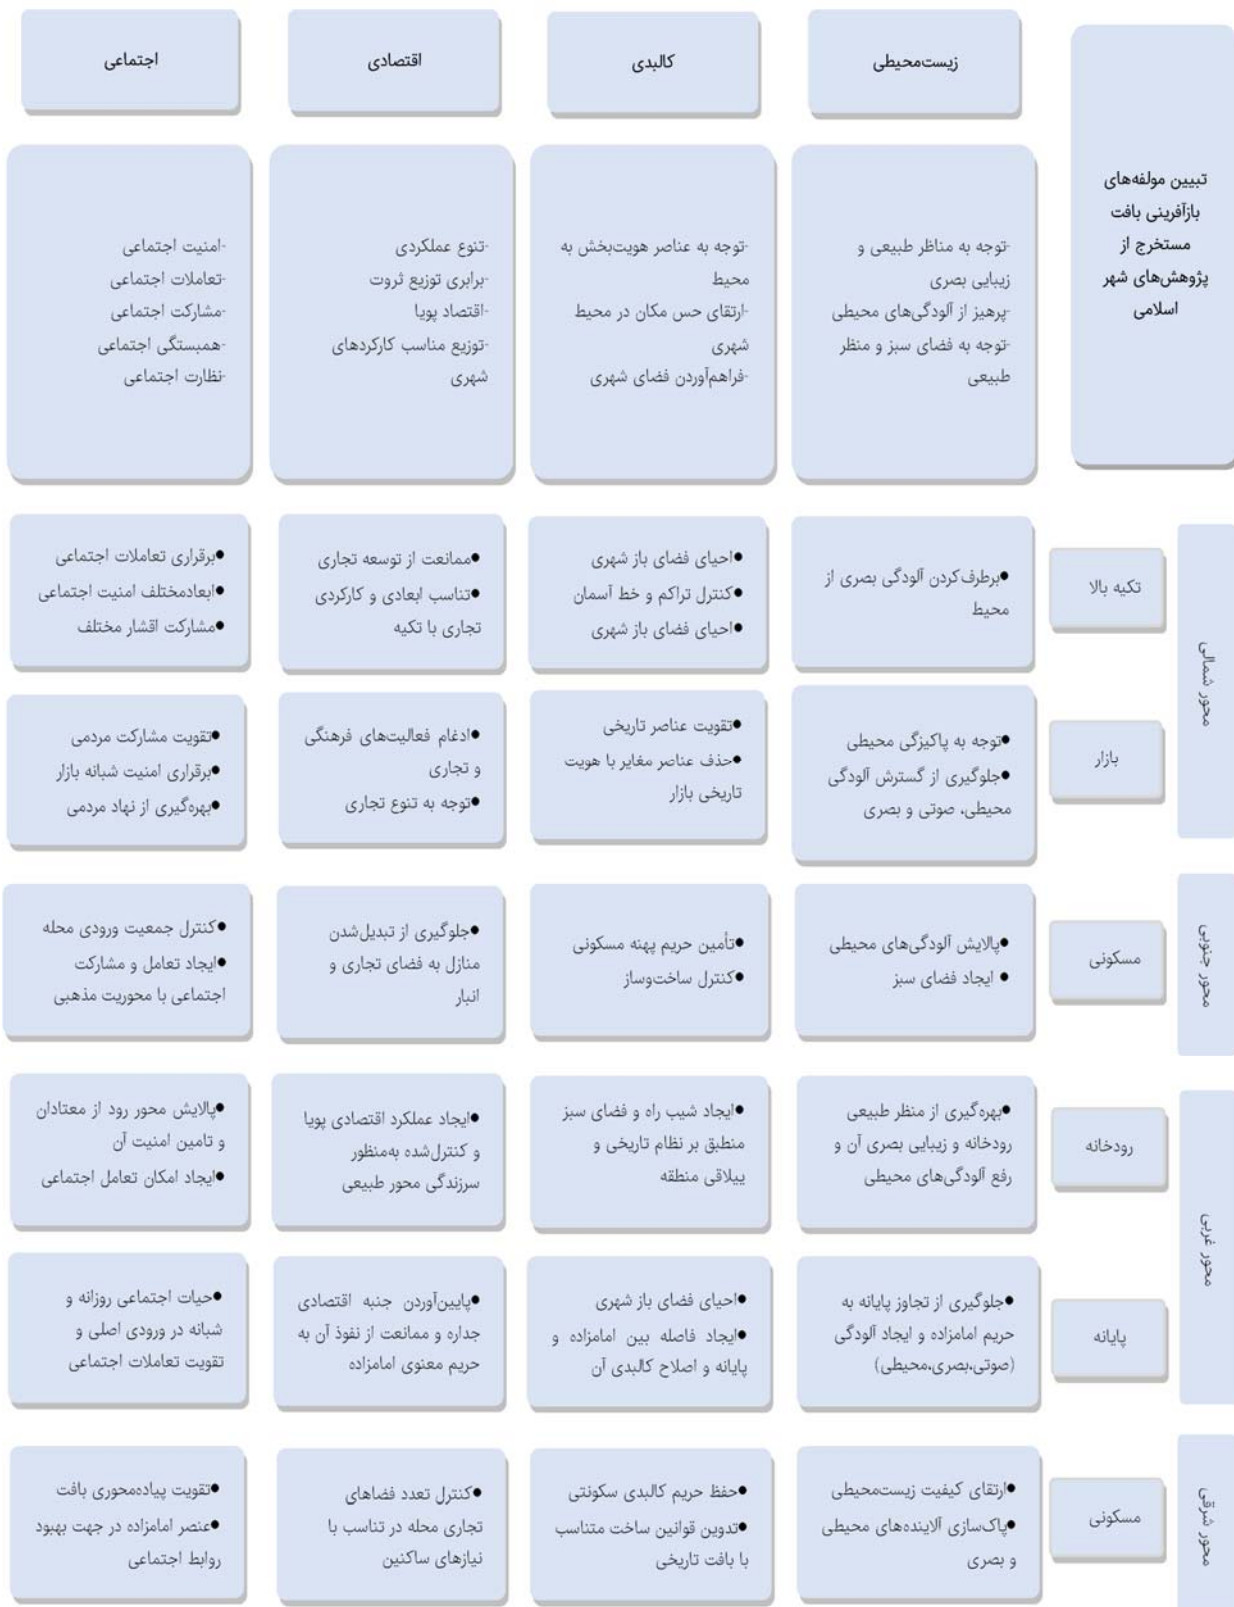 زیست‌محیطی
کالبدی
اقتصادی
اجتماعی
تبیین مولفه‌های
بازآفرینی بافت
مستخرج از
پژوهش‌های شهر
اسلامی
-توجه به مناظر طبیعی و
زیبایی بصری
-پرهیز از آلودگی‌های محیطی
-توجه به فضای سبز و منظر
طبیعی
-توجه به عناصر هویت‌بخش به
محیط
-ارتقای حس مکان در محیط
شهری
-فراهم‌آوردن فضای شهری
-تنوع عملکردی
-برابری توزیع ثروت
-اقتصاد پویا
-توزیع مناسب کارکردهای
شهری
-امنیت اجتماعی
-تعاملات اجتماعی
-مشارکت اجتماعی
-همبستگی اجتماعی
-نظارت اجتماعی
محور شمالی
تکیه بالا
●برطرف‌کردن آلودگی بصری از
محیط
●احیای فضای باز شهری
●کنترل تراکم و خط آسمان
●احیای فضای باز شهری
●ممانعت از توسعه تجاری
●تناسب ابعادی و کارکردی
تجاری با تکیه
●برقراری تعاملات اجتماعی
●ابعادمختلف امنیت اجتماعی
●مشارکت اقشار مختلف
بازار
●توجه به پاکیزگی محیطی
●جلوگیری از گسترش آلودگی
محیطی، صوتی و بصری
●تقویت عناصر تاریخی
●حذف عناصر مغایر با هویت
تاریخی بازار
●ادغام فعالیت‌های فرهنگی
و تجاری
●توجه به تنوع تجاری
●تقویت مشارکت مردمی
●برقراری امنیت شبانه بازار
●بهره‌گیری از نهاد مردمی
محور جنوبی
مسکونی
●پالایش آلودگی‌های محیطی
● ایجاد فضای سبز
●تأمین حریم پهنه مسکونی
●کنترل ساخت‌وساز
●جلوگیری از تبدیل‌شدن
منازل به فضای تجاری و
انبار
●کنترل جمعیت ورودی محله
●ایجاد تعامل و مشارکت
اجتماعی با محوریت مذهبی
محور غربی
رودخانه
●بهره‌گیری از منظر طبیعی
رودخانه و زیبایی بصری آن و
رفع آلودگی‌های محیطی
●ایجاد شیب راه و فضای سبز
منطبق بر نظام تاریخی و
ییلاقی منطقه
●ایجاد عملکرد اقتصادی پویا
و کنترل‌شده به‌منظور
سرزندگی محور طبیعی
●پالایش محور رود از معتادان
و تامین امنیت آن
●ایجاد امکان تعامل اجتماعی
پایانه
●جلوگیری از تجاوز پایانه به
حریم امامزاده و ایجاد آلودگی
(صوتی،بصری،محیطی)
●احیای فضای باز شهری
●ایجاد فاصله بین امامزاده و
پایانه و اصلاح کالبدی آن
●پایین‌آوردن جنبه اقتصادی
جداره و ممانعت از نفوذ آن به
حریم معنوی امامزاده
●حیات اجتماعی روزانه و
شبانه در ورودی اصلی و
تقویت تعاملات اجتماعی
محور شرقی
مسکونی
●ارتقای کیفیت زیست‌محیطی
●پاک‌سازی آلاینده‌های محیطی
و بصری
●حفظ حریم کالبدی سکونتی
●تدوین قوانین ساخت متناسب
با بافت تاریخی
●کنترل تعدد فضاهای
تجاری محله در تناسب با
نیازهای ساکنین
●تقویت پیاده‌محوری بافت
●عنصر امامزاده در جهت بهبود
روابط اجتماعی